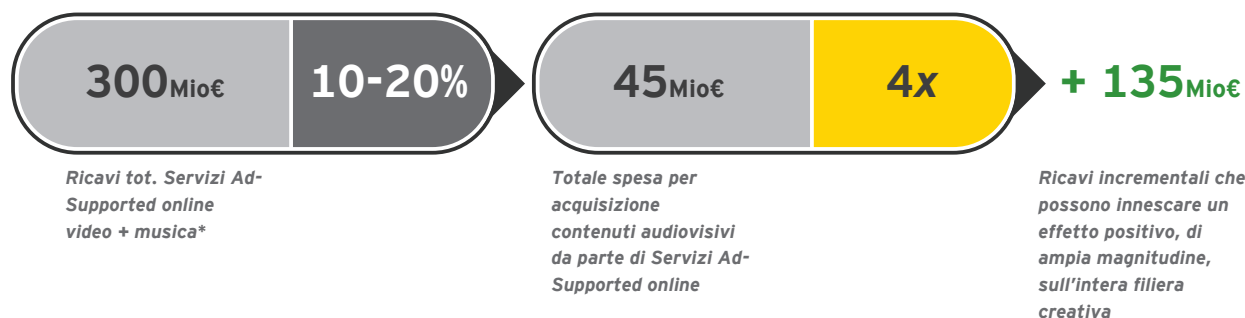 300Mio€
10-20%
45Mio€
4x
+ 135Mio€
Ricavi tot. Servizi Ad-
Supported online
video + musica*
Totale spesa per
acquisizione
contenuti audiovisivi
da parte di Servizi Ad-
Supported online
Ricavi incrementali che
possono innescare un
effetto positivo, di
ampia magnitudine,
sull'intera filiera
creativa